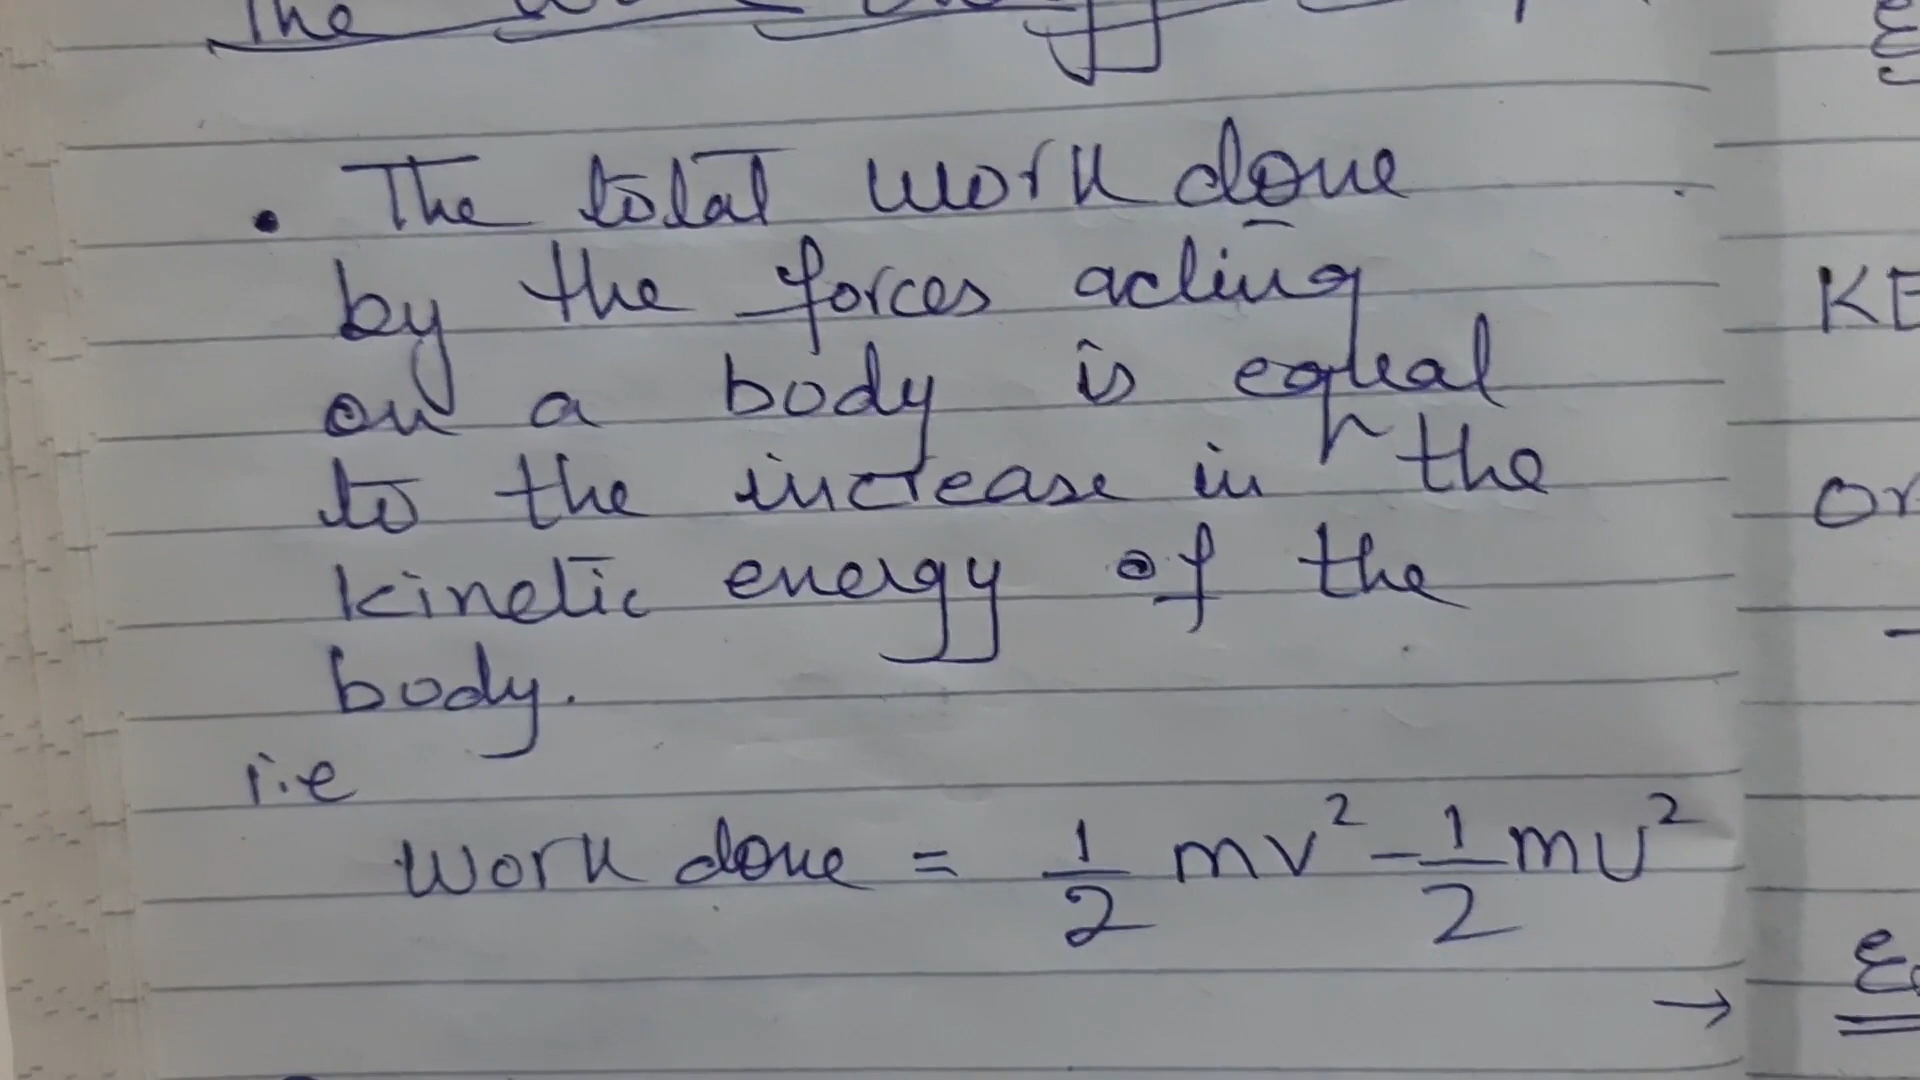 The
• The total work done
by the forces acting
on a body is equal
to the increase in the
kinetic energy of the
body.
i.e
Work done = 1/2 mv² - 1/2 mu²
→
KE
or